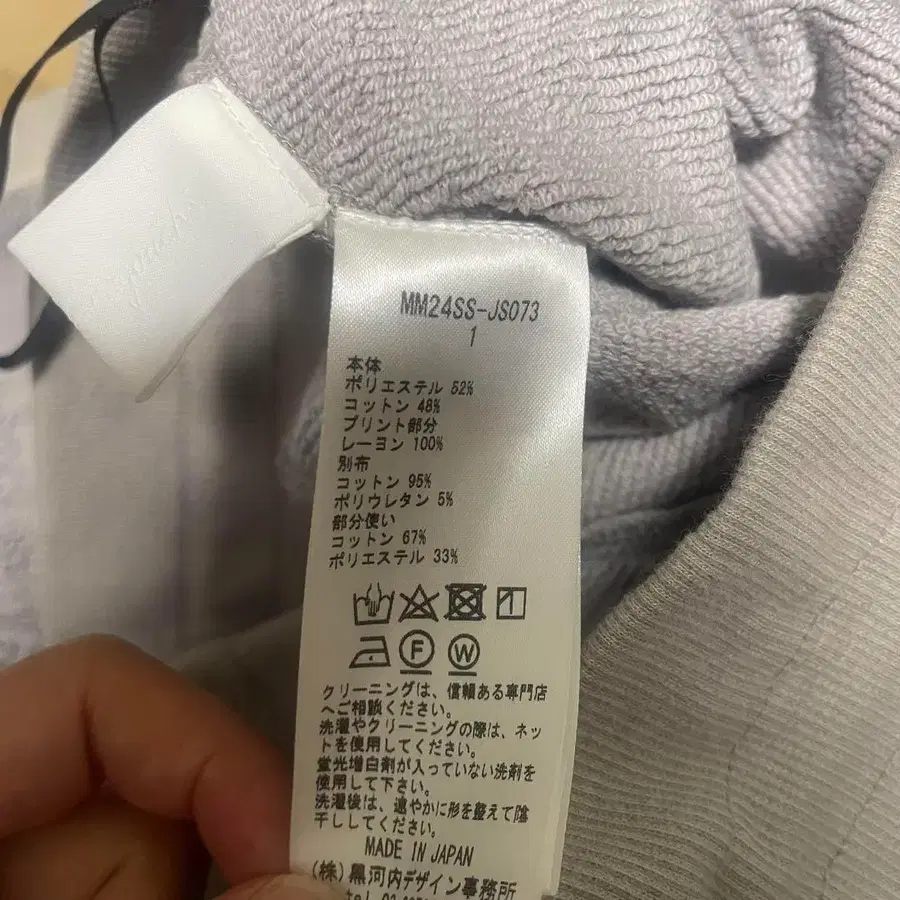 MM24SS-JS073
1
本体
ポリエステル 52%
コットン 48%
プリント部分
レーヨン 100%
別布
コットン 95%
ポリウレタン 5%
部分使い
コットン 67%
ポリエステル 33%
F W
クリーニングは、信頼ある専門店
へご相談ください。
洗濯やクリーニングの際は、ネッ
トを使用してください。
蛍光増白剤が入っていない洗剤を
使用して下さい。
洗濯後は、速やかに形を整えて陰
干ししてください。
MADE IN JAPAN
(株)黒河内デザイン事務所